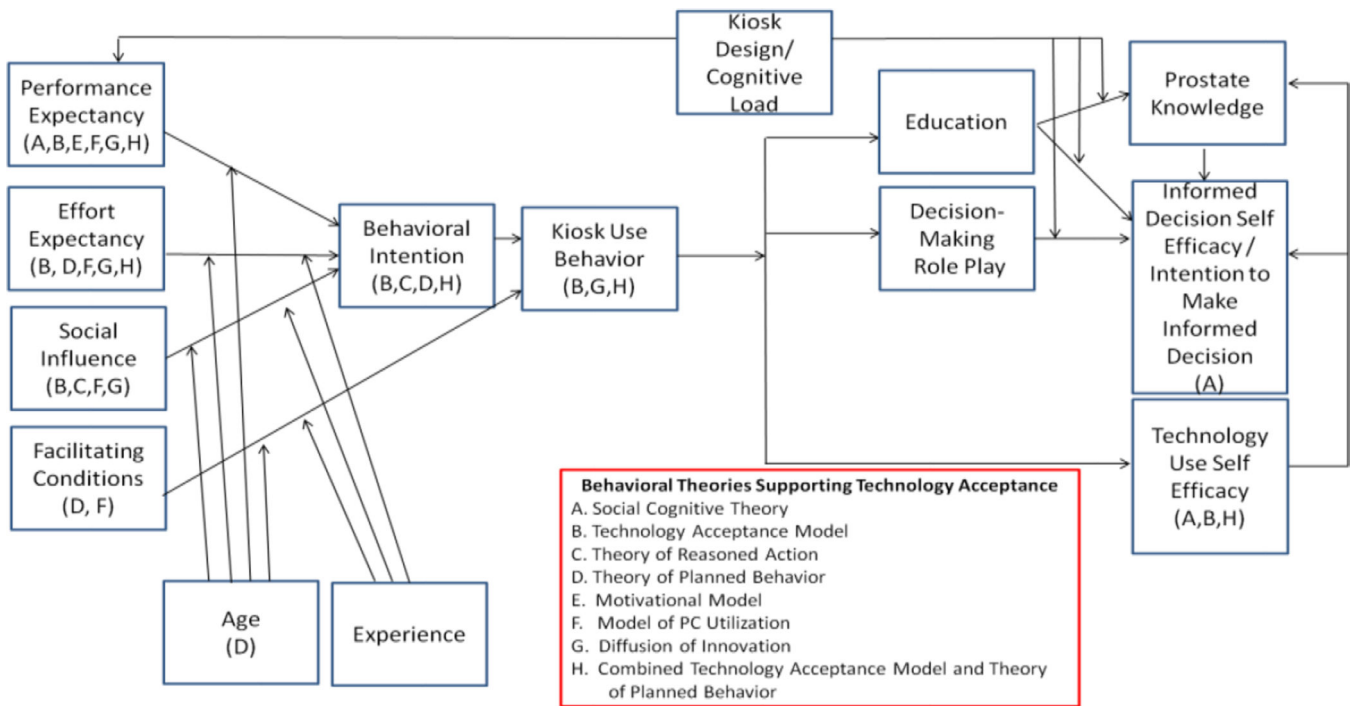 Kiosk
Design/
Cognitive
Load
Performance
Expectancy
(A,B,E,F,G,H)
Effort
Expectancy
(B, D,F,G,H)
Social
Influence
(B,C,F,G)
Facilitating
Conditions
(D, F)
Age
(D)
Experience
Behavioral
Intention
(B,C,D,H)
Kiosk Use
Behavior
(B,G,H)
Education
Decision-
Making
Role Play
Prostate
Knowledge
Informed
Decision Self
Efficacy /
Intention to
Make
Informed
Decision
(A)
Technology
Use Self
Efficacy
(A,B,H)
Behavioral Theories Supporting Technology Acceptance
A. Social Cognitive Theory
B. Technology Acceptance Model
C. Theory of Reasoned Action
D. Theory of Planned Behavior
E. Motivational Model
F. Model of PC Utilization
G. Diffusion of Innovation
H. Combined Technology Acceptance Model and Theory
of Planned Behavior